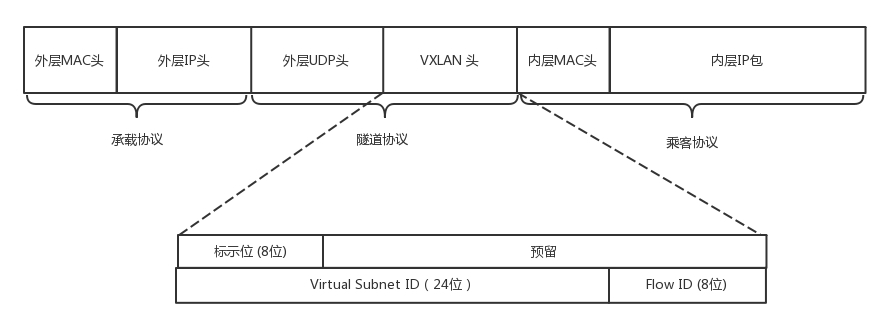 外层MAC头 外层IP头 外层UDP头 VXLAN 头 内层MAC头 内层IP包
承载协议 隧道协议 乘客协议
标示位 (8位) 预留
Virtual Subnet ID（24位） Flow ID (8位)